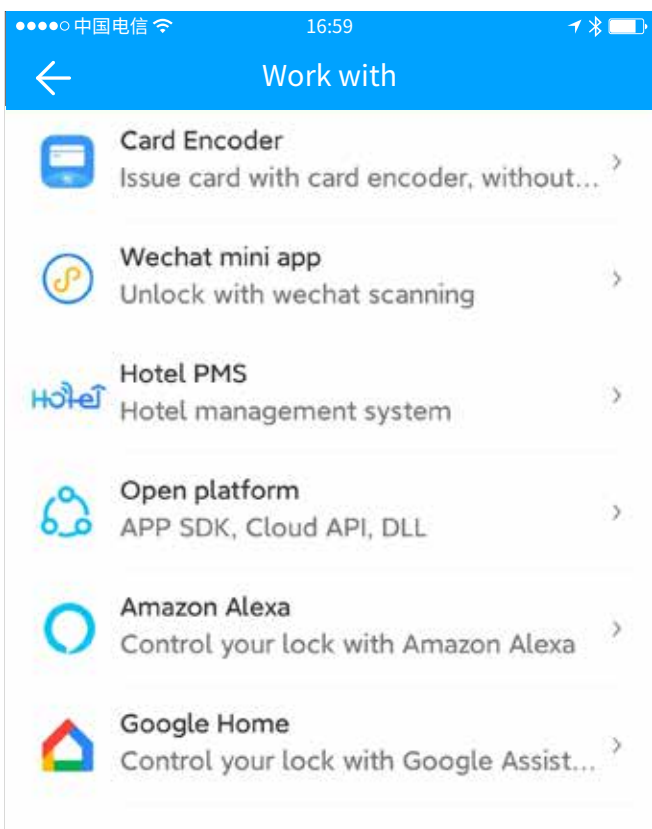 中国电信 16:59
Work with
Card Encoder
Issue card with card encoder, without...
Wechat mini app
Unlock with wechat scanning
Hotel
Hotel PMS
Hotel management system
Open platform
APP SDK, Cloud API, DLL
Amazon Alexa
Control your lock with Amazon Alexa
Google Home
Control your lock with Google Assist...